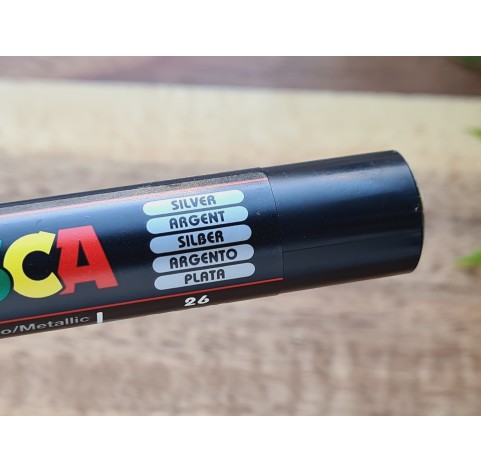 SCA
SILVER
ARGENT
SILBER
ARGENTO
PLATA
o/Metallic
26